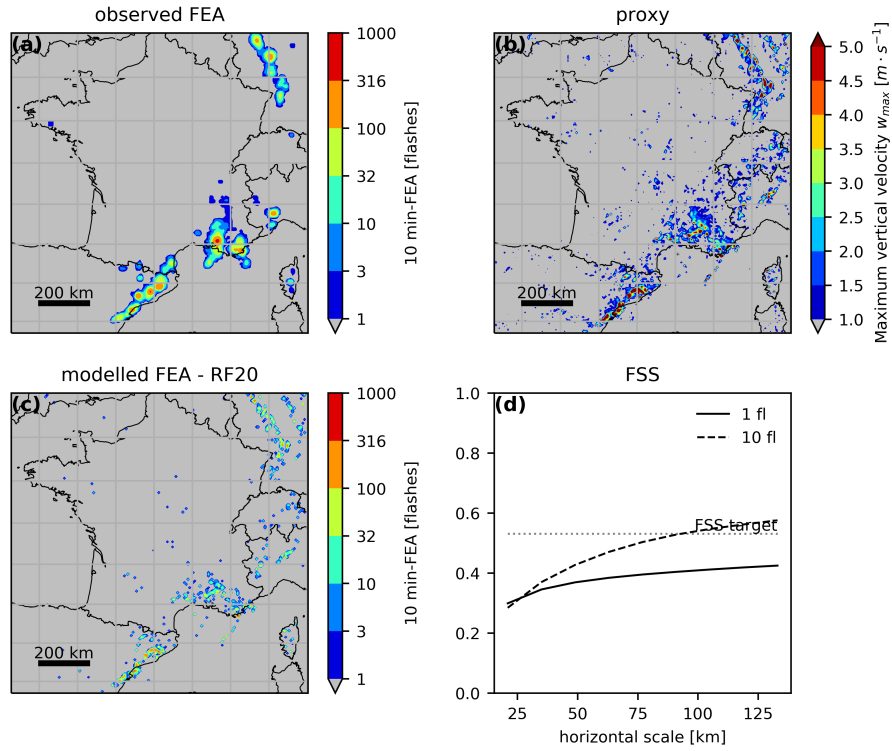 observed FEA
(a)
200 km
1000
316
100
32
10
3
1
10 min-FEA [flashes]
proxy
(b)
200 km
5.0
4.5
4.0
3.5
3.0
2.5
2.0
1.5
1.0
Maximum vertical velocity w_max [m · s⁻¹]
modelled FEA - RF20
(c)
200 km
1000
316
100
32
10
3
1
10 min-FEA [flashes]
FSS
(d)
1 fl
10 fl
FSS-target
1.0
0.8
0.6
0.4
0.2
0.0
25 50 75 100 125
horizontal scale [km]